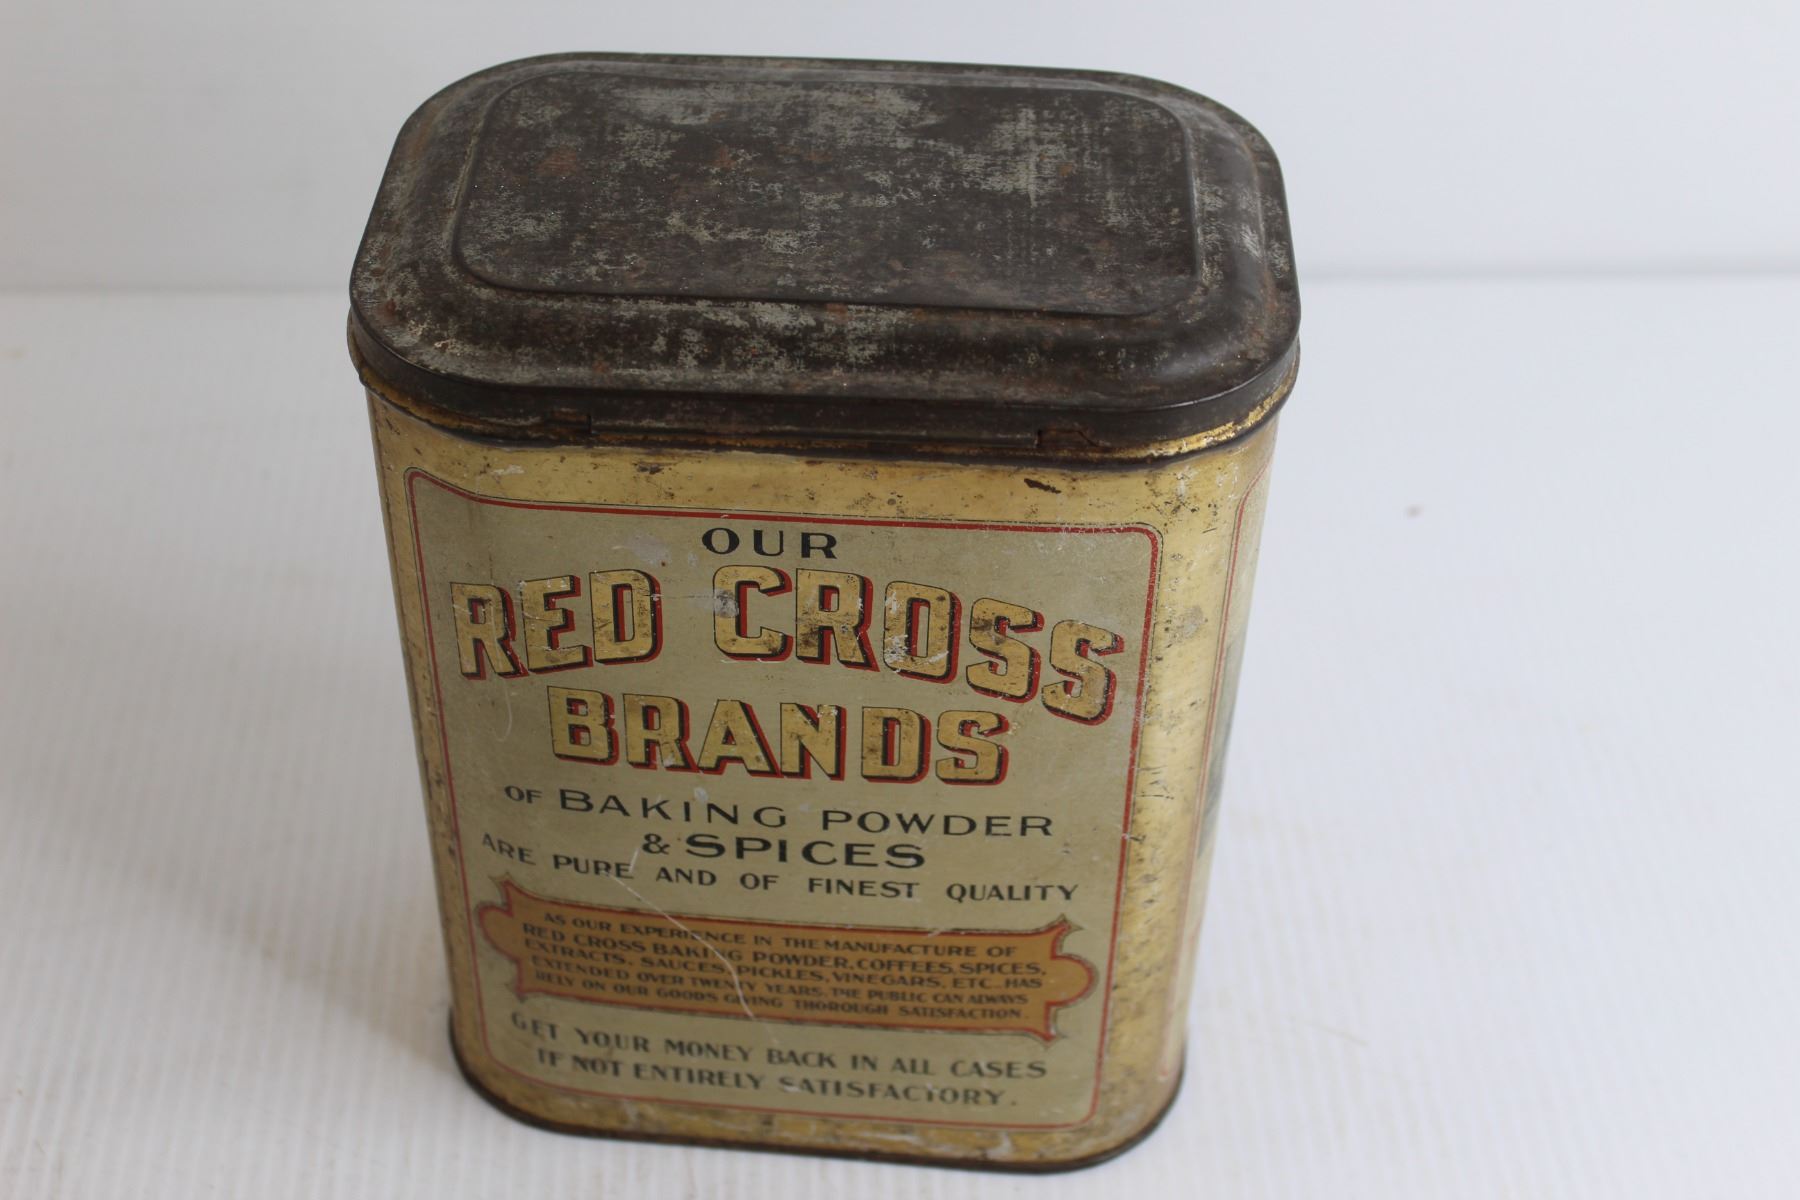 OUR
RED CROSS
BRANDS
OF BAKING POWDER
& SPICES
ARE PURE AND OF FINEST QUALITY
AS OUR EXPERIENCE IN THE MANUFACTURE OF
RED CROSS BAKING POWDER, COFFEES, SPICES,
EXTRACTS, SAUCES, PICKLES, VINEGARS, ETC. HAS
EXTENDED OVER TWENTY YEARS. THE PUBLIC CAN ALWAYS
RELY ON OUR GOODS GIVING THOROUGH SATISFACTION.
GET YOUR MONEY BACK IN ALL CASES
IF NOT ENTIRELY SATISFACTORY.